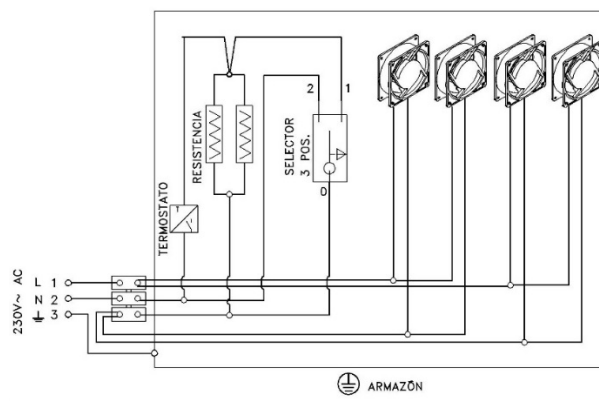 2
1
RESISTENCIA
SELECTOR
3 POS.
0
TERMOSTATO
230V~ AC
L 1
N 2
3
ARMAZÓN